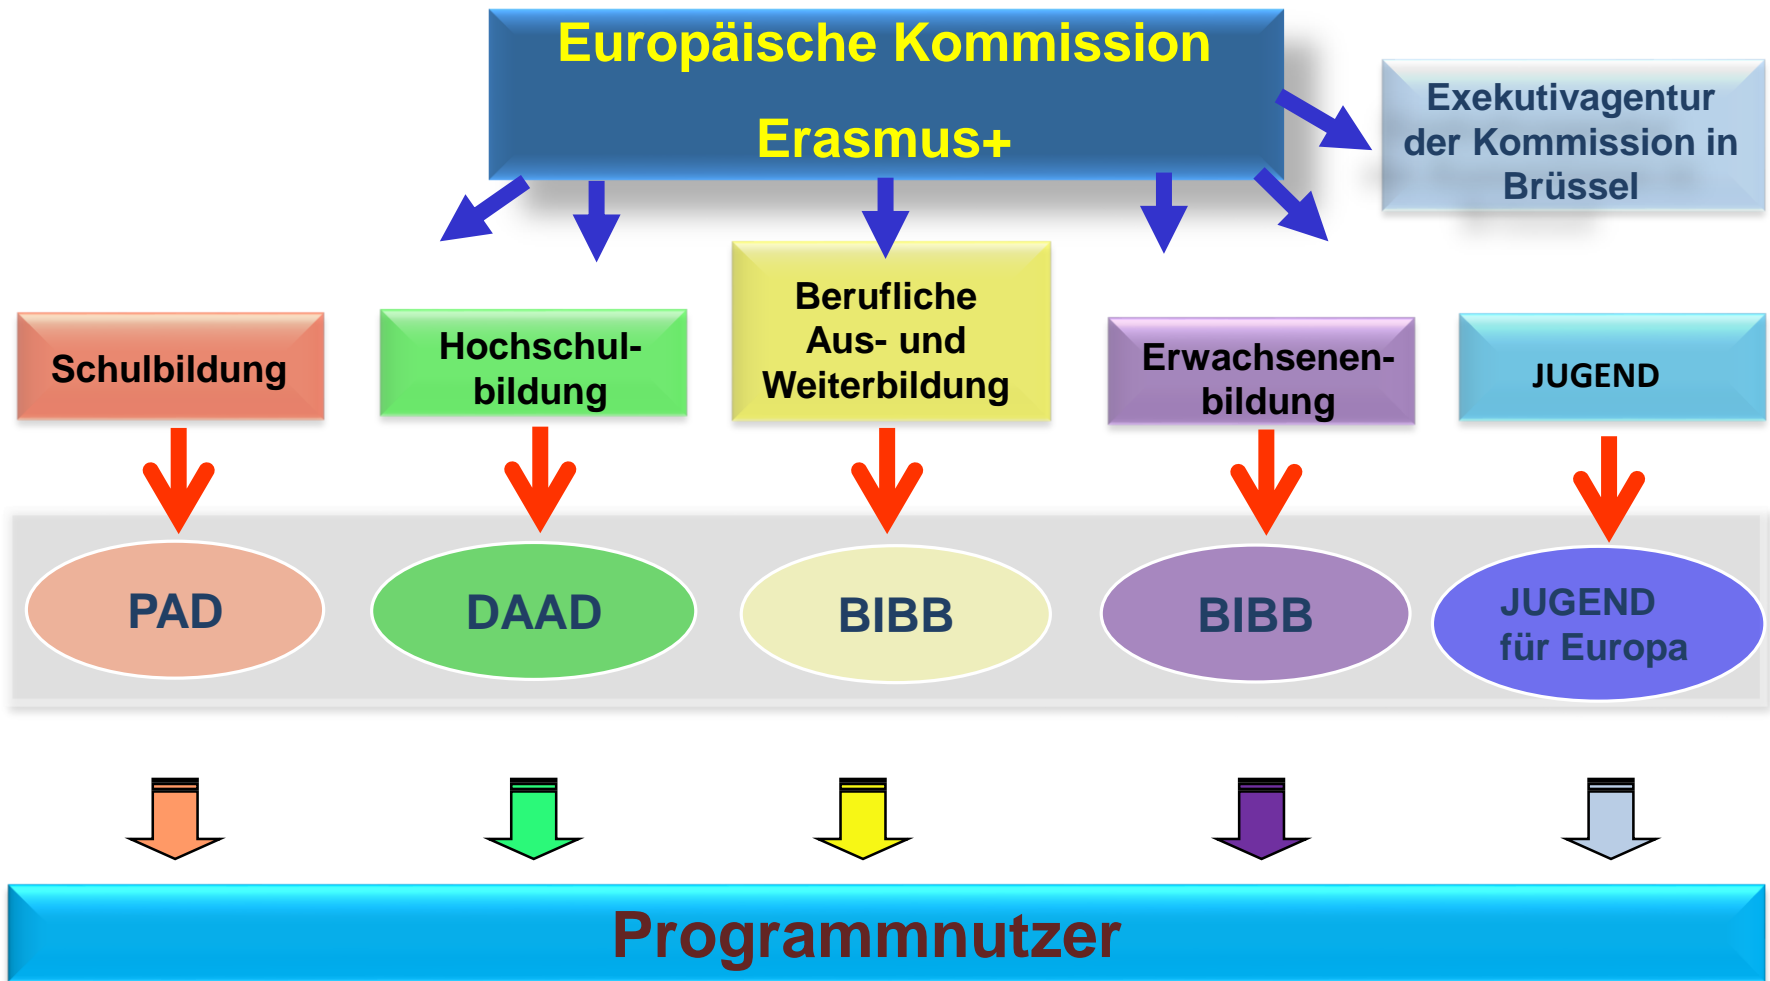 Europäische Kommission
Erasmus+
Exekutivagentur
der Kommission in
Brüssel
Schulbildung
Hochschul-
bildung
Berufliche
Aus- und
Weiterbildung
Erwachsenen-
bildung
JUGEND
PAD
DAAD
BIBB
BIBB
JUGEND
für Europa
Programmnutzer